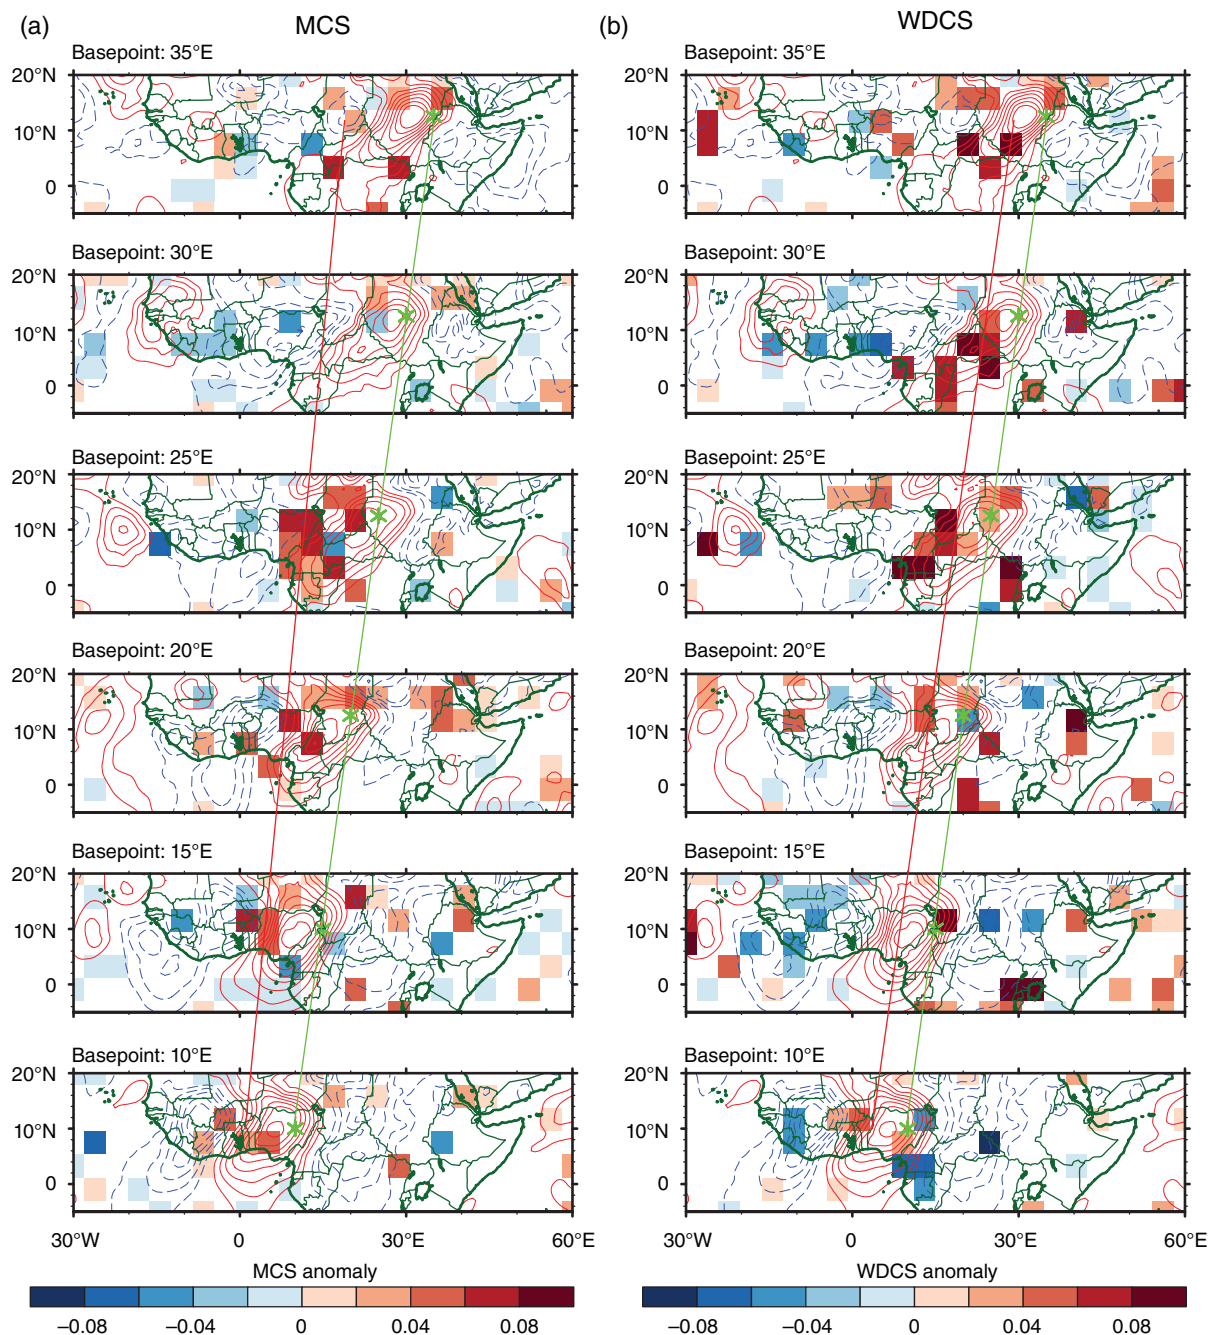 (a) MCS
(b) WDCS
Basepoint: 35°E
20°N
10°N
0
Basepoint: 30°E
20°N
10°N
0
Basepoint: 25°E
20°N
10°N
0
Basepoint: 20°E
20°N
10°N
0
Basepoint: 15°E
20°N
10°N
0
Basepoint: 10°E
20°N
10°N
0
30°W 0 30°E 60°E
MCS anomaly
−0.08 −0.04 0 0.04 0.08
Basepoint: 35°E
20°N
10°N
0
Basepoint: 30°E
20°N
10°N
0
Basepoint: 25°E
20°N
10°N
0
Basepoint: 20°E
20°N
10°N
0
Basepoint: 15°E
20°N
10°N
0
Basepoint: 10°E
20°N
10°N
0
30°W 0 30°E 60°E
WDCS anomaly
−0.08 −0.04 0 0.04 0.08